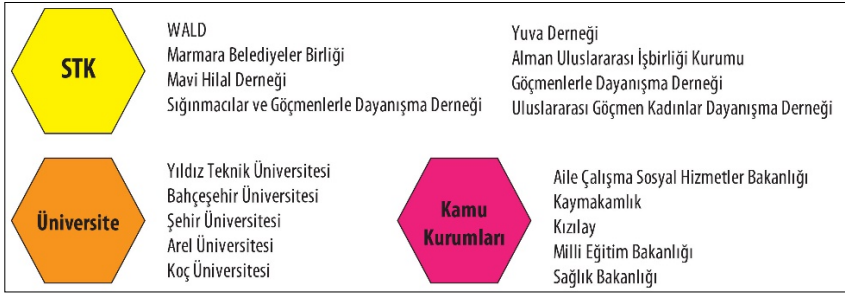 STK
WALD
Marmara Belediyeler Birliği
Mavi Hilal Derneği
Sığınmacılar ve Göçmenlerle Dayanışma Derneği
Yuva Derneği
Alman Uluslararası İşbirliği Kurumu
Göçmenlerle Dayanışma Derneği
Uluslararası Göçmen Kadınlar Dayanışma Derneği
Üniversite
Yıldız Teknik Üniversitesi
Bahçeşehir Üniversitesi
Şehir Üniversitesi
Arel Üniversitesi
Koç Üniversitesi
Kamu
Kurumları
Aile Çalışma Sosyal Hizmetler Bakanlığı
Kaymakamlık
Kızılay
Milli Eğitim Bakanlığı
Sağlık Bakanlığı